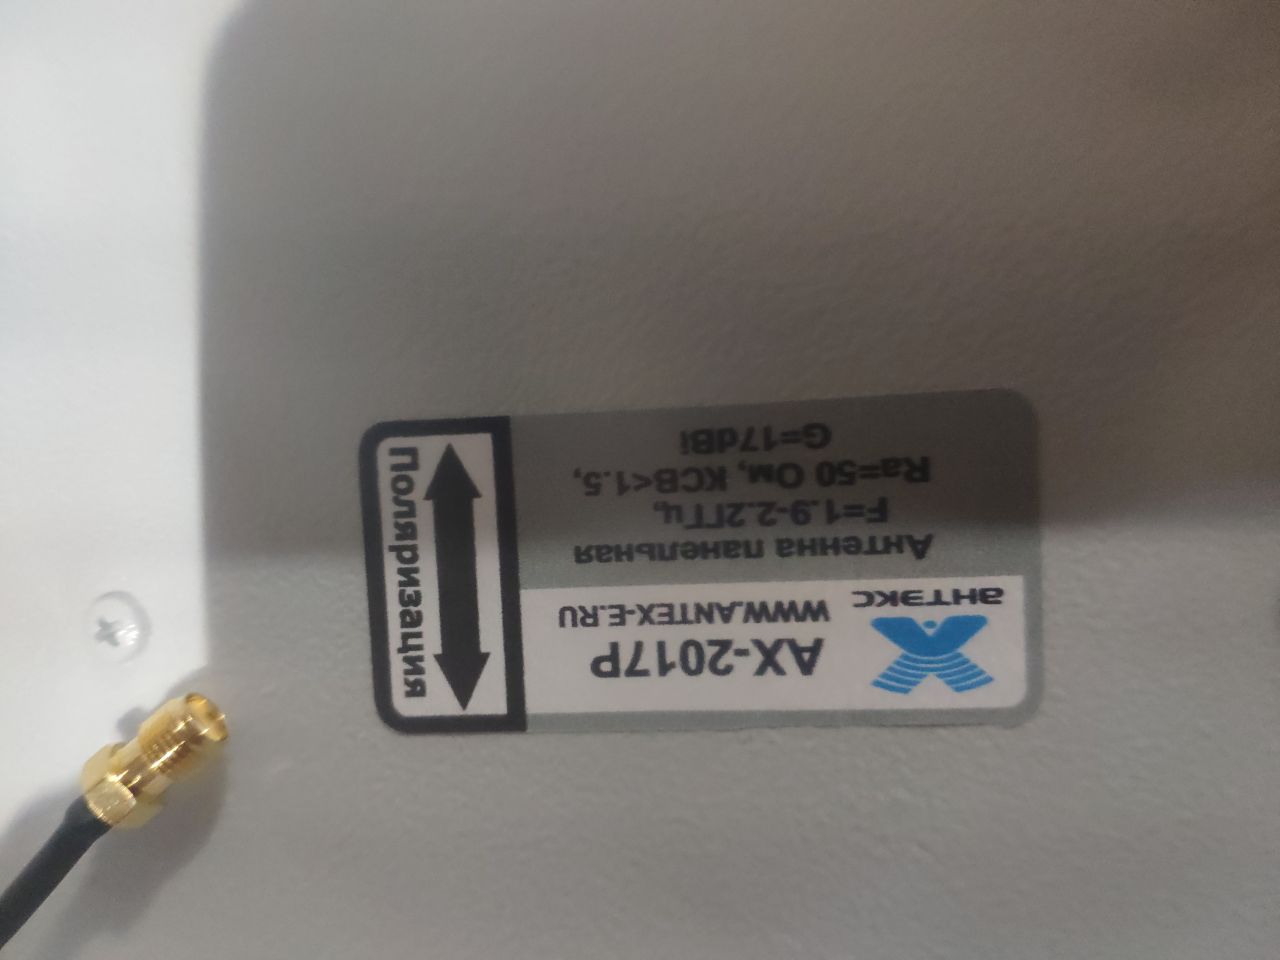 антэкс
AX-2017P
WWW.ANTEX-E.RU
Антенна панельная
F=1.9-2.2ГГц,
Ra=50 Ом, КСВ<1.5,
G=17dBi
Поляризация